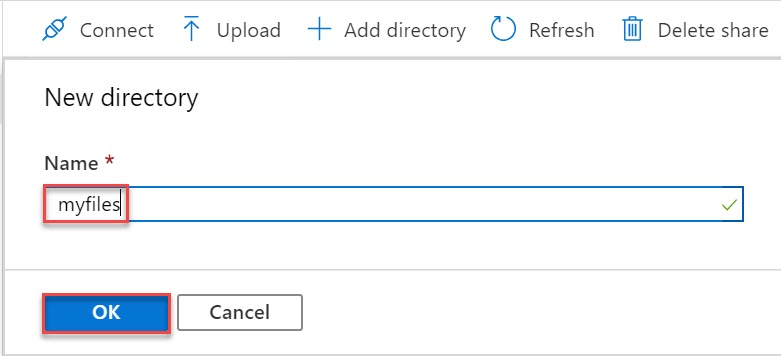 Connect Upload Add directory Refresh Delete share
New directory
Name *
myfiles
OK Cancel